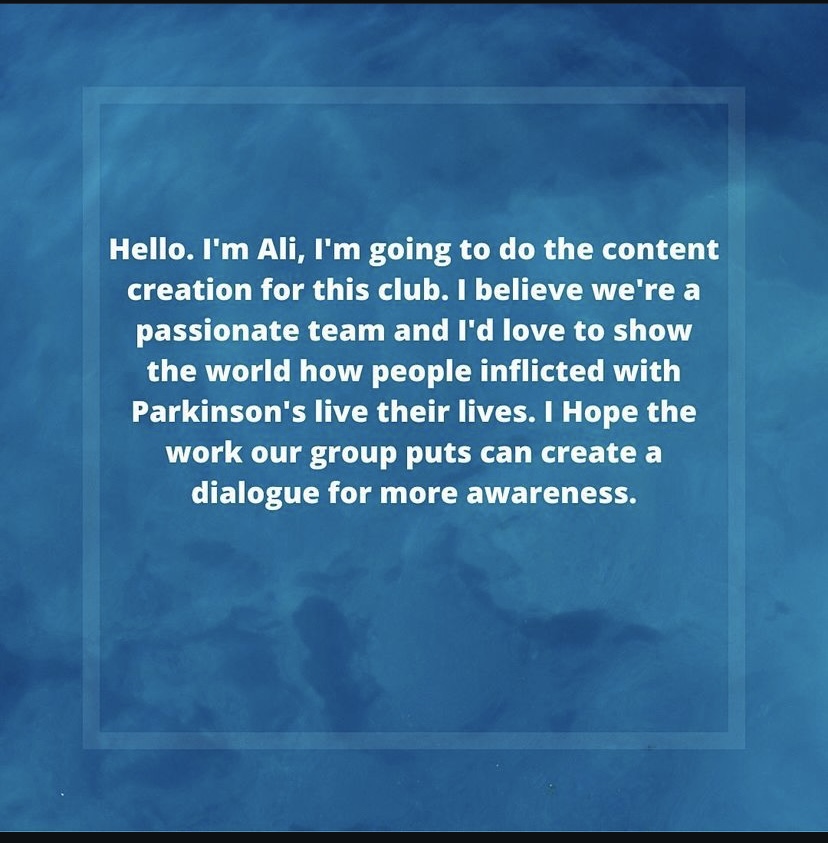 Hello. I'm Ali, I'm going to do the content
creation for this club. I believe we're a
passionate team and I'd love to show
the world how people inflicted with
Parkinson's live their lives. I Hope the
work our group puts can create a
dialogue for more awareness.